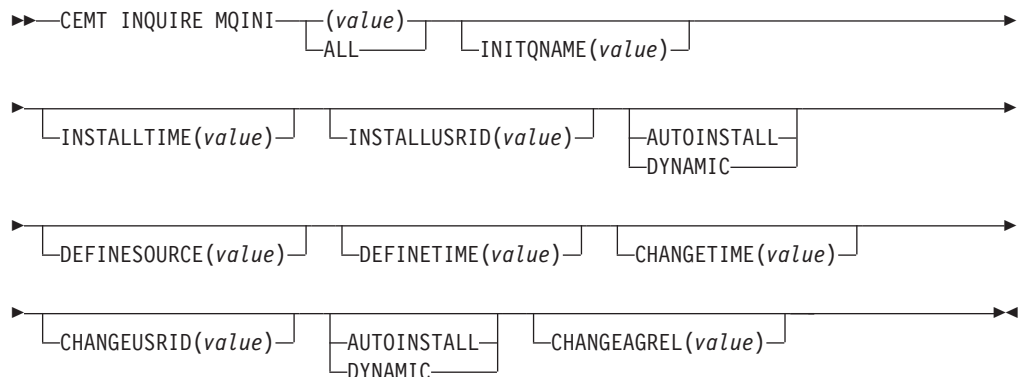 CEMT INQUIRE MQINI (value)
ALL INITQNAME(value)
INSTALLTIME(value) INSTALLUSRID(value) AUTOINSTALL
DYNAMIC
DEFINESOURCE(value) DEFINETIME(value) CHANGETIME(value)
CHANGEUSRID(value) AUTOINSTALL CHANGEAGREL(value)
DYNAMIC